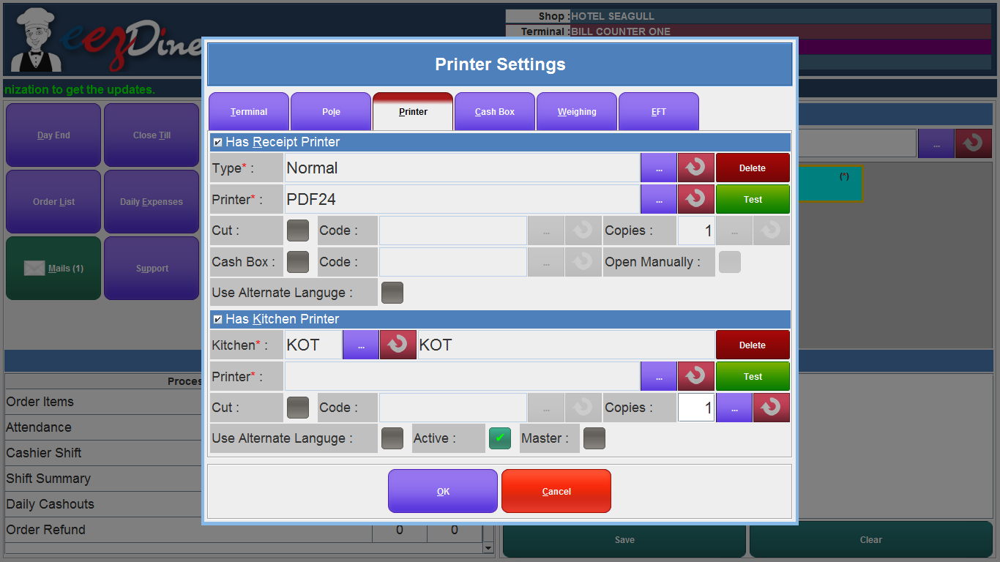 eezDine
Shop : HOTEL SEAGULL
Terminal : BILL COUNTER ONE
nization to get the updates.
Printer Settings
Terminal Pole Printer Cash Box Weighing EFT
Day End Close Till
Order List Daily Expenses
Mails (1) Support
Has Receipt Printer
Type* : Normal ... Delete
Printer* : PDF24 ... Test
Cut : Code : ... Copies : 1 ...
Cash Box : Code : ... Open Manually :
Use Alternate Languge :
Has Kitchen Printer
Kitchen* : KOT ... KOT Delete
Printer* : ... Test
Cut : Code : ... Copies : 1 ...
Use Alternate Languge : Active : Master :
OK Cancel
...
(*)
Order Items
Attendance
Cashier Shift
Shift Summary
Daily Cashouts
Order Refund 0 0
Save Clear